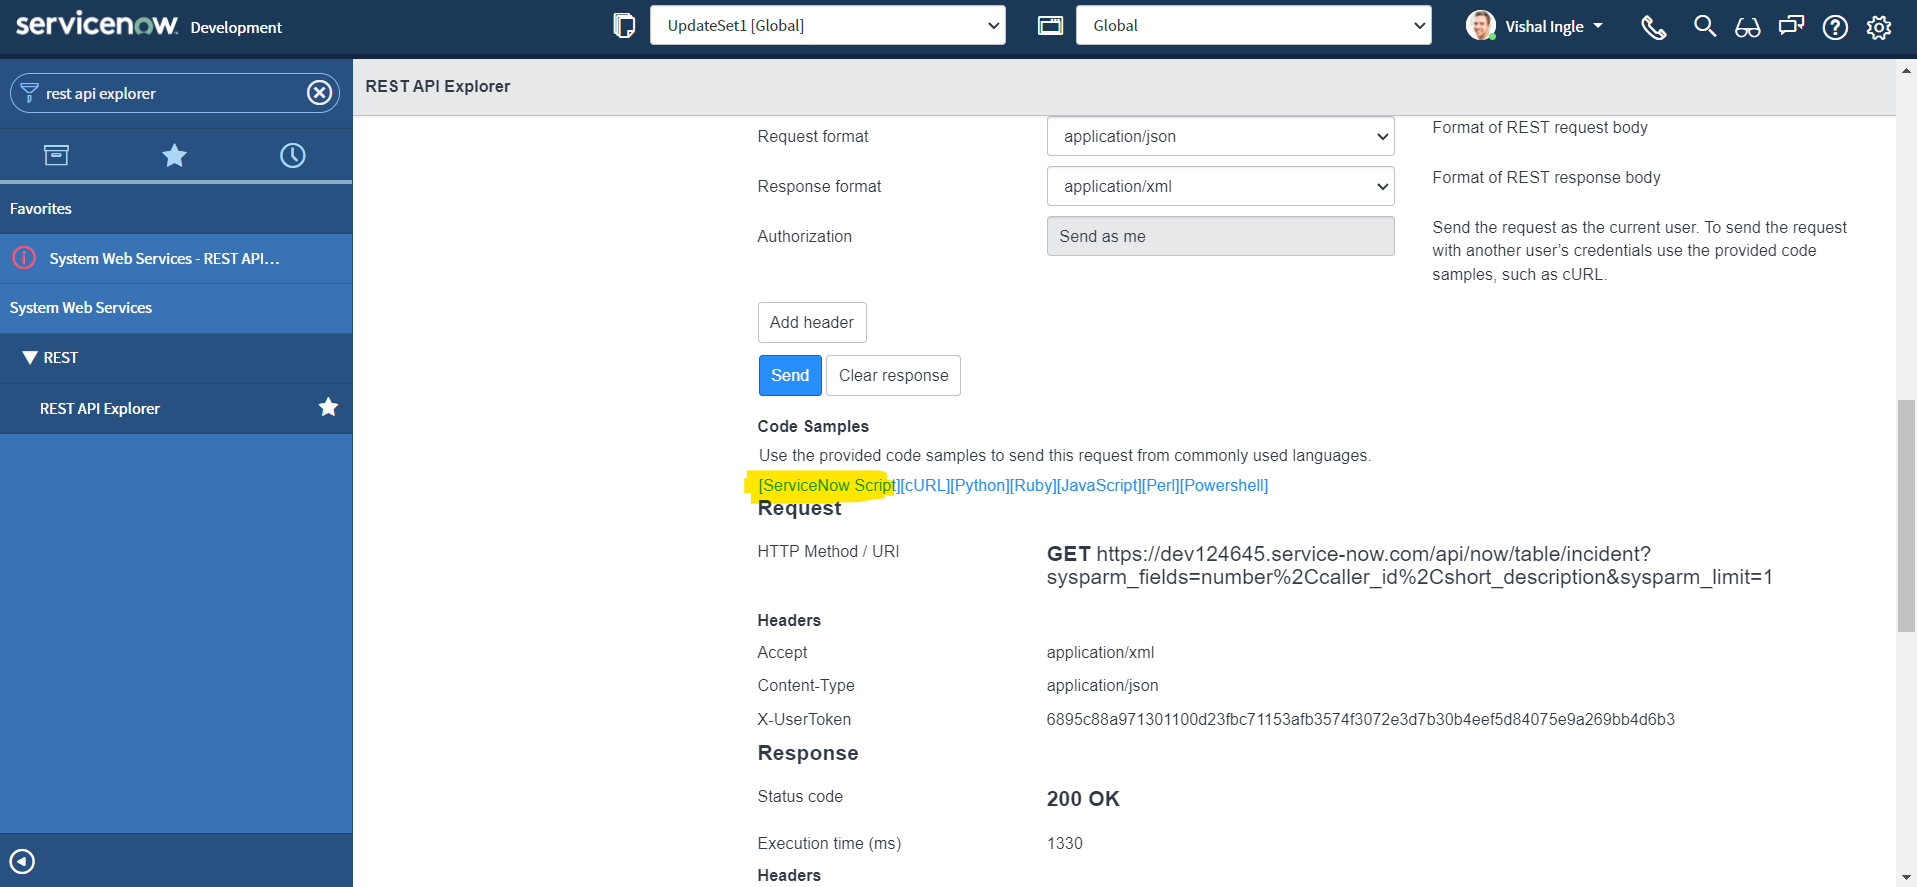 servicenow Development
UpdateSet1 [Global]
Global
Vishal Ingle
rest api explorer
Favorites
System Web Services - REST API...
System Web Services
REST
REST API Explorer
REST API Explorer
Request format
application/json
Format of REST request body
Response format
application/xml
Format of REST response body
Authorization
Send as me
Send the request as the current user. To send the request
with another user's credentials use the provided code
samples, such as cURL.
Add header
Send
Clear response
Code Samples
Use the provided code samples to send this request from commonly used languages.
[ServiceNow Script][cURL][Python][Ruby][JavaScript][Perl][Powershell]
Request
HTTP Method / URI
GET https://dev124645.service-now.com/api/now/table/incident?
sysparm_fields=number%2Ccaller_id%2Cshort_description&sysparm_limit=1
Headers
Accept
application/xml
Content-Type
application/json
X-UserToken
6895c88a971301100d23fbc71153afb3574f3072e3d7b30b4eef5d84075e9a269bb4d6b3
Response
Status code
200 OK
Execution time (ms)
1330
Headers